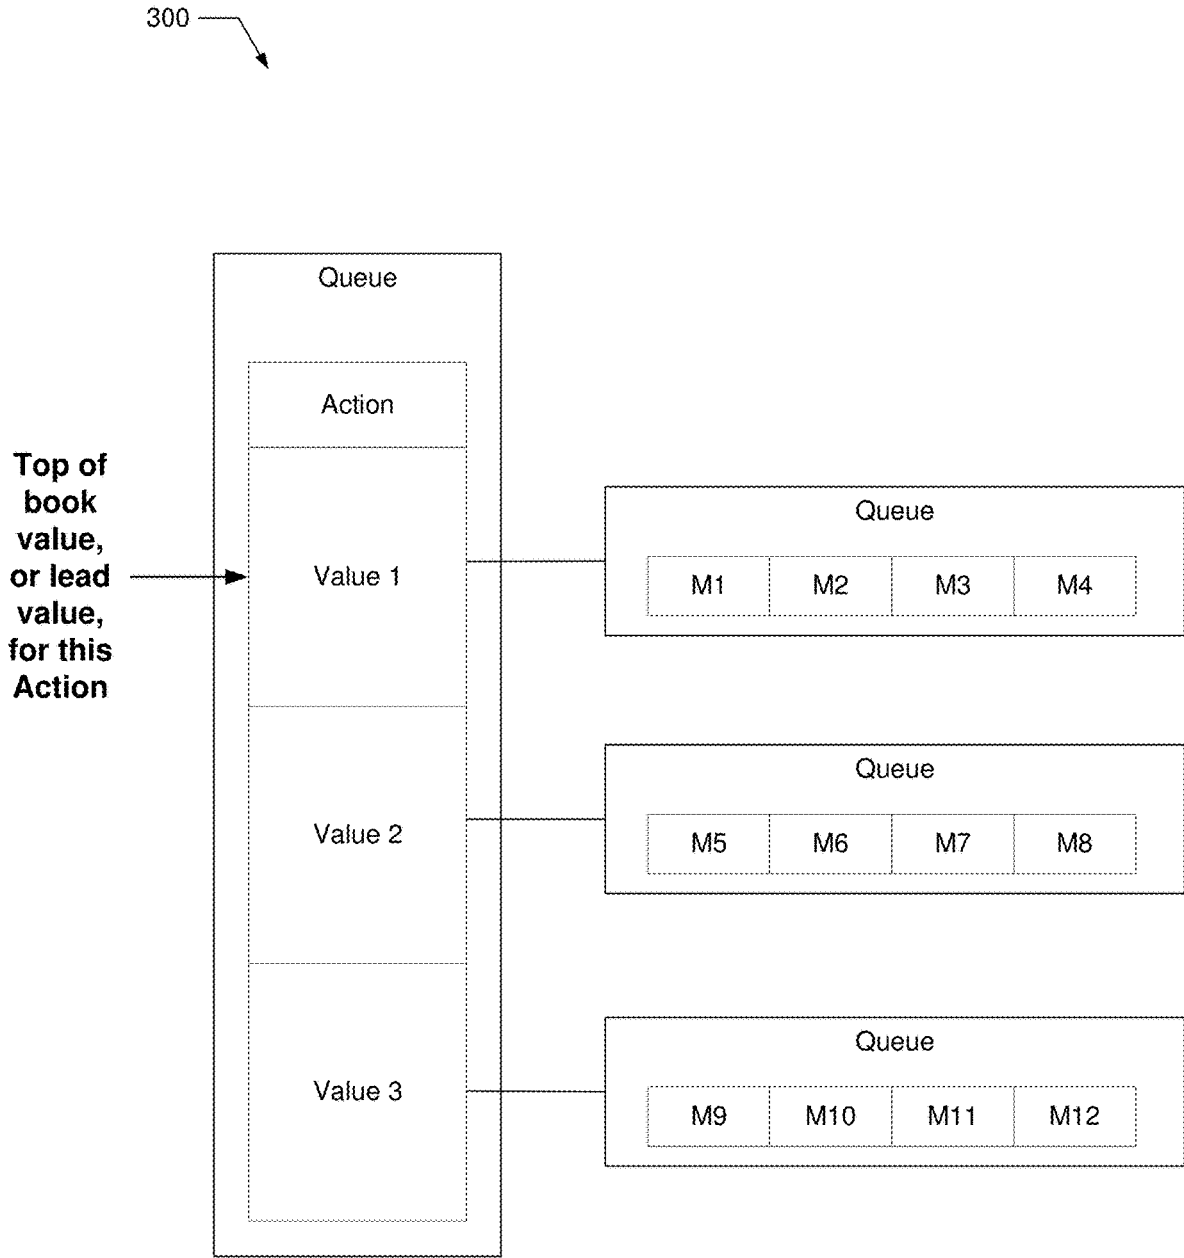 300
Queue
Action
Top of
book
value,
or lead
value,
for this
Action
Value 1
Queue
M1 M2 M3 M4
Value 2
Queue
M5 M6 M7 M8
Value 3
Queue
M9 M10 M11 M12